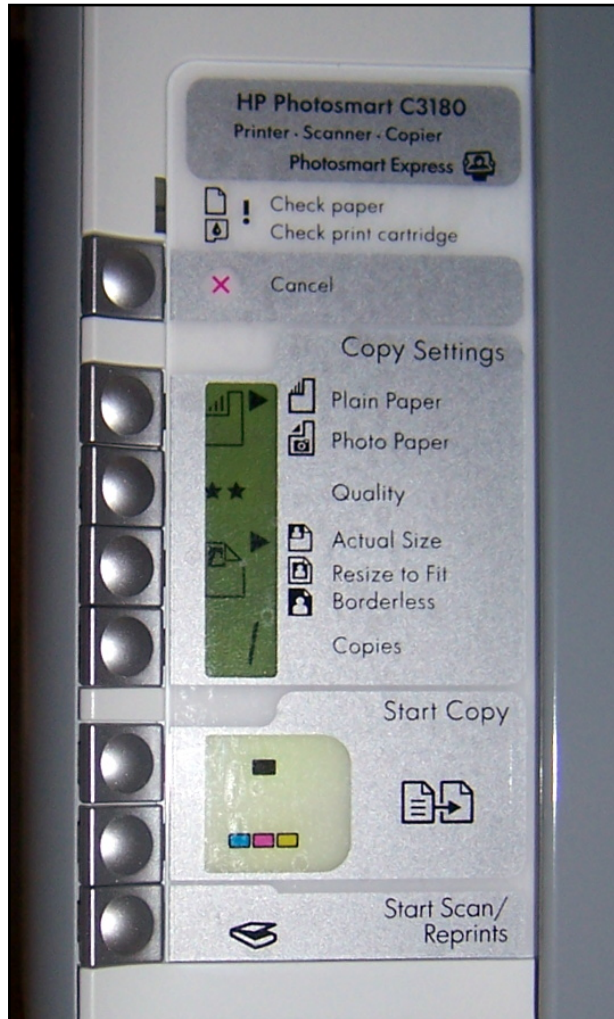 HP Photosmart C3180
Printer · Scanner · Copier
Photosmart Express
Check paper
Check print cartridge
Cancel
Copy Settings
Plain Paper
Photo Paper
Quality
Actual Size
Resize to Fit
Borderless
1
Copies
Start Copy
Start Scan/
Reprints